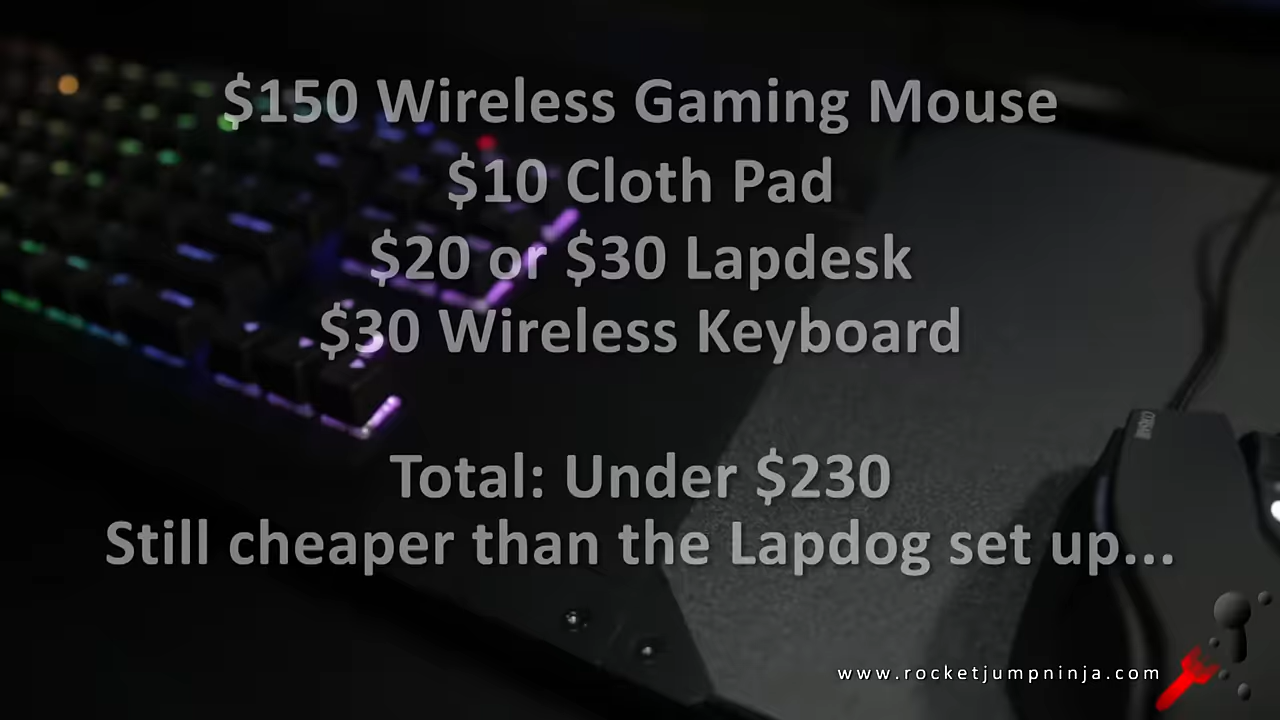 $150 Wireless Gaming Mouse
$10 Cloth Pad
$20 or $30 Lapdesk
$30 Wireless Keyboard
Total: Under $230
Still cheaper than the Lapdog set up...
www.rocketjumpninja.com